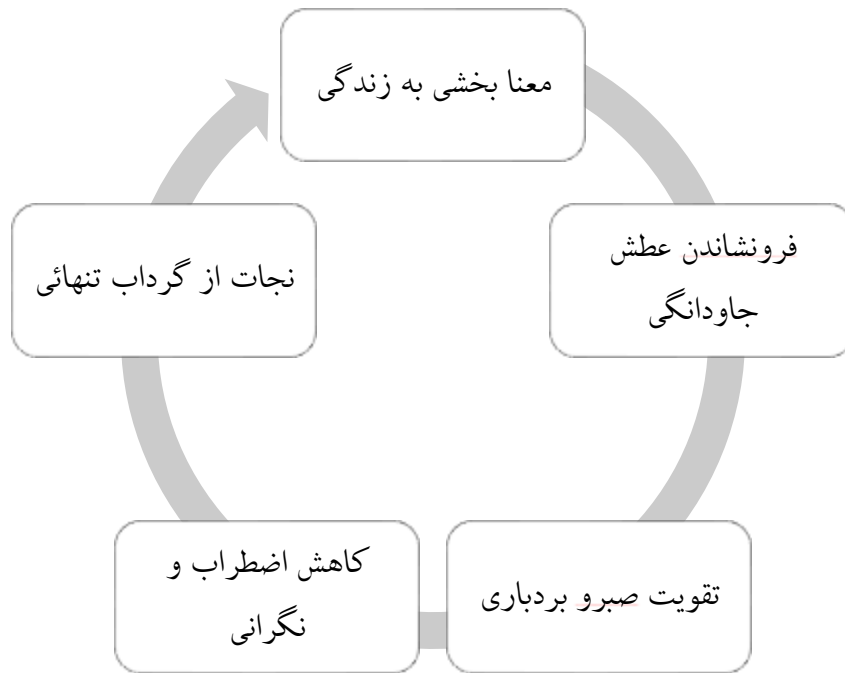 معنا بخشی به زندگی
فرونشاندن عطش
جاودانگی
تقویت صبرو بردباری
کاهش اضطراب و
نگرانی
نجات از گرداب تنهائی